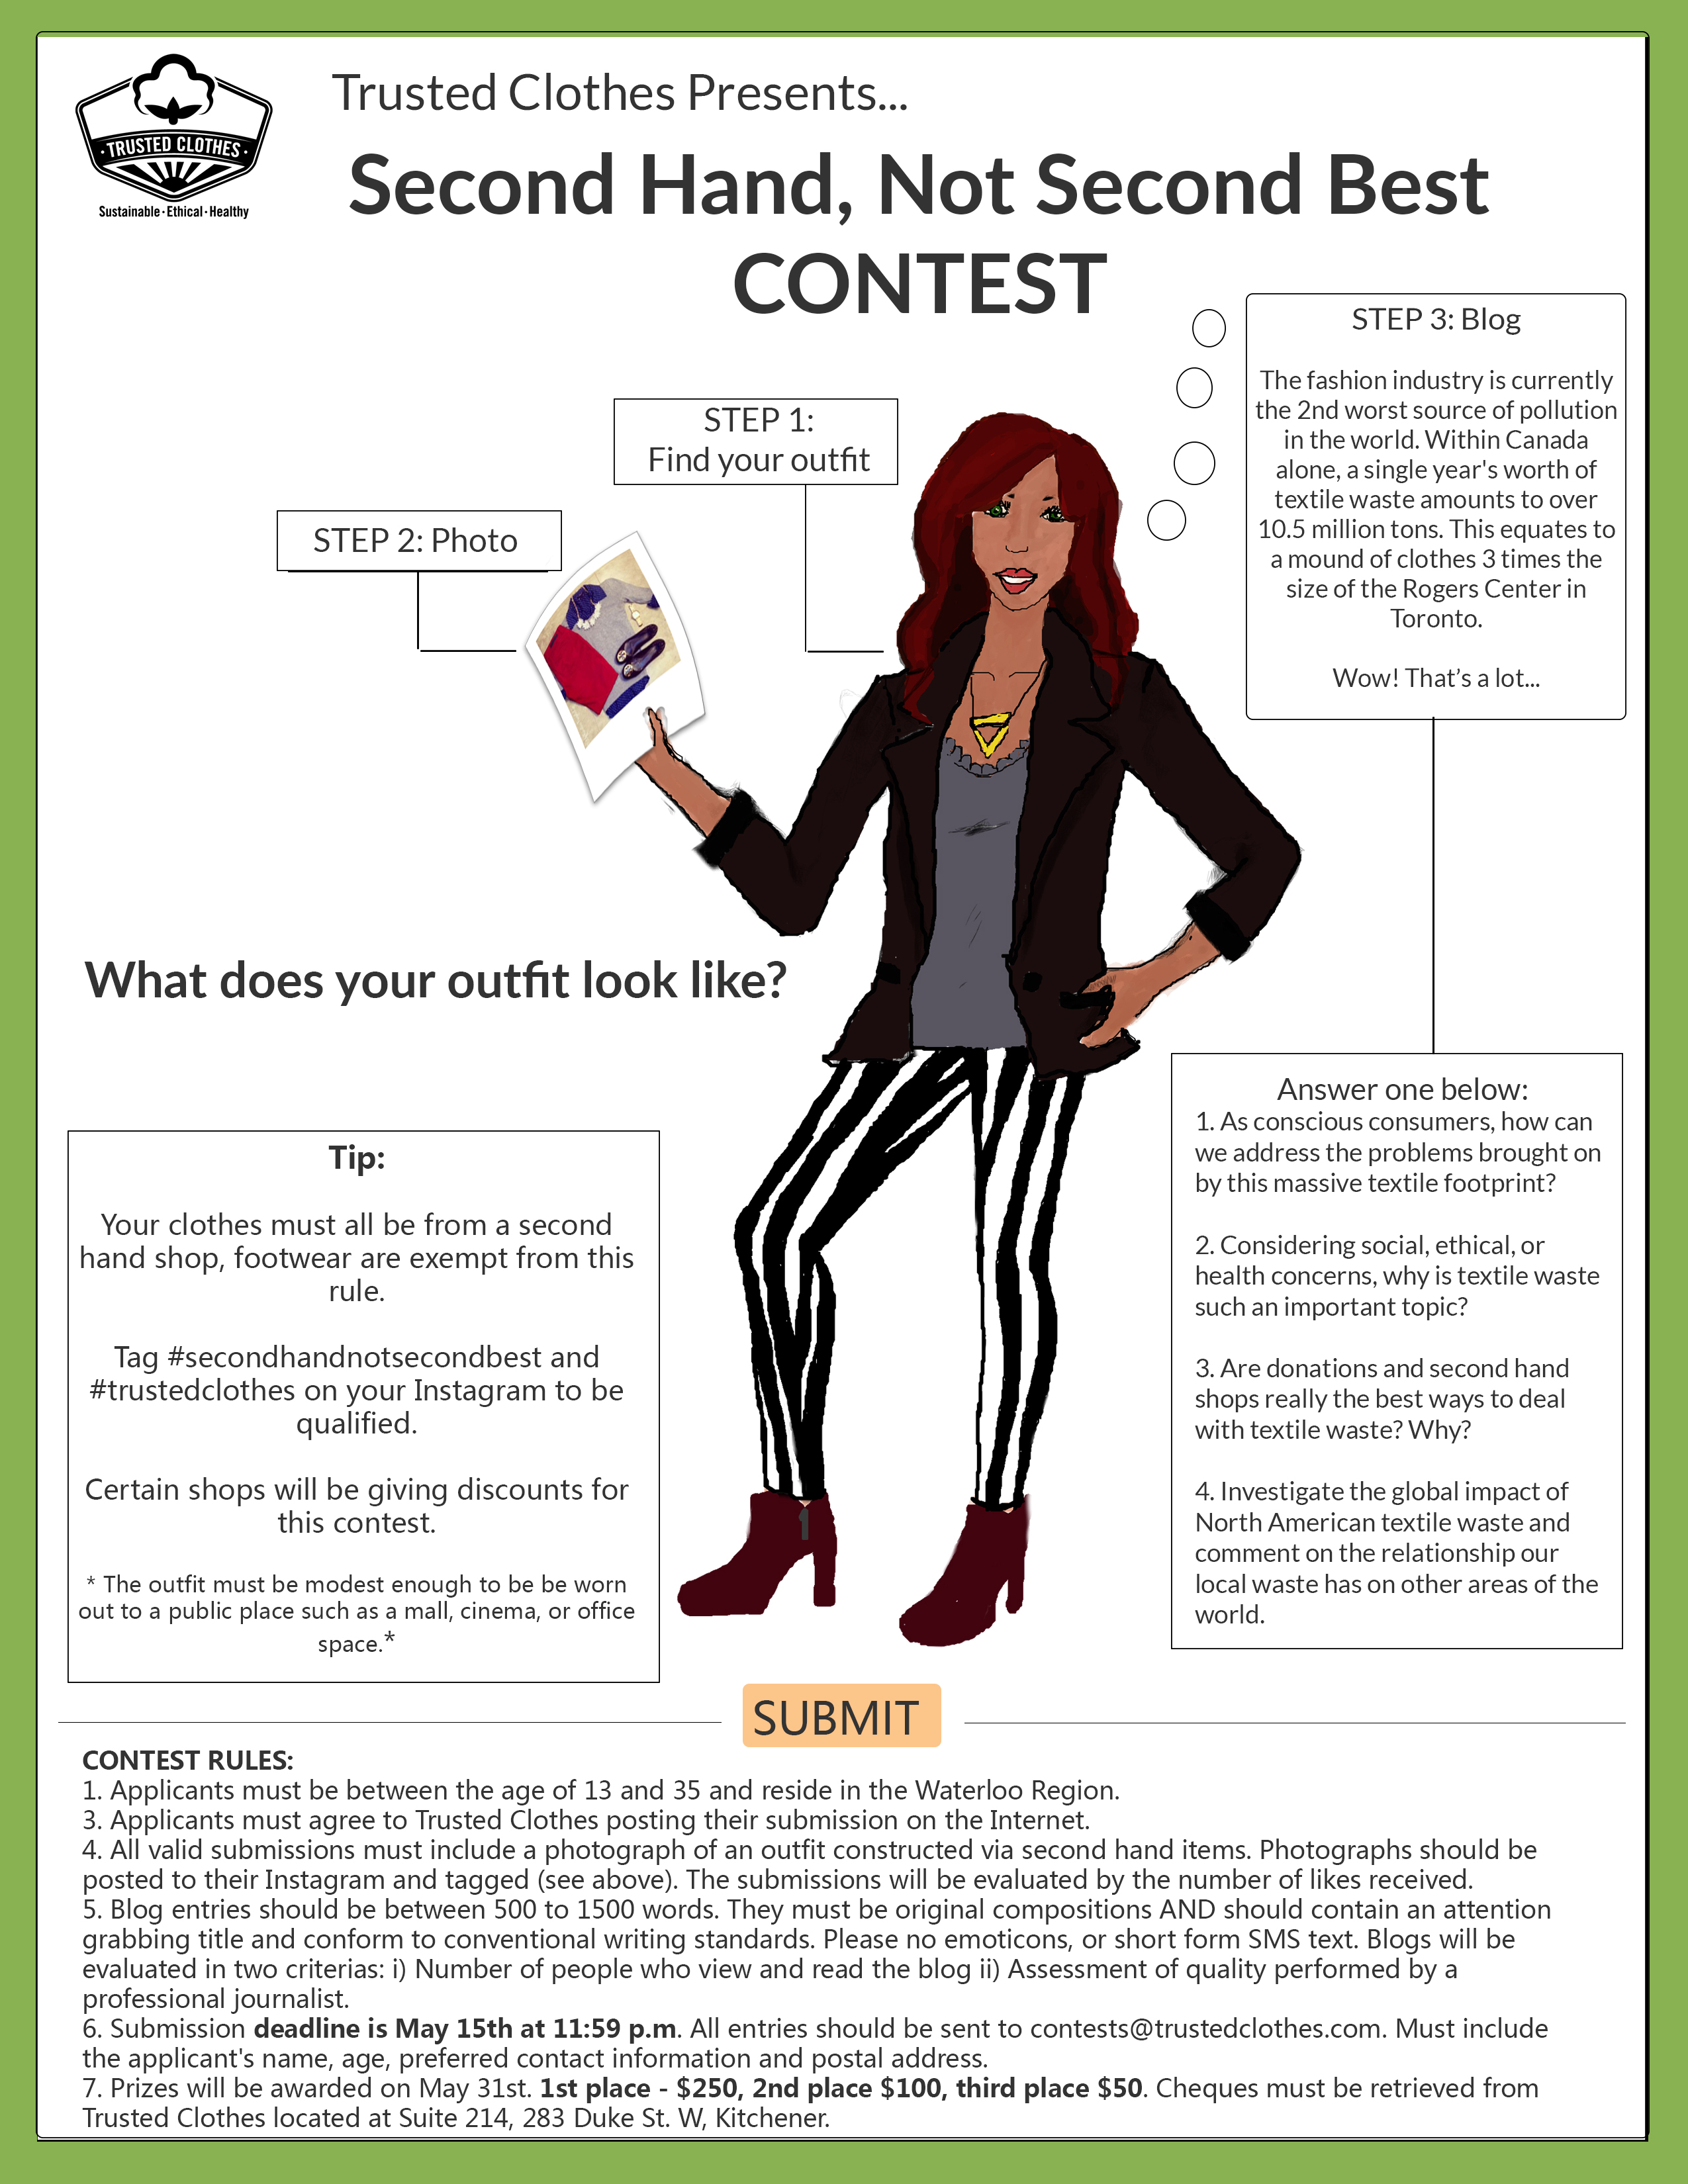 TRUSTED CLOTHES
Sustainable · Ethical · Healthy
Trusted Clothes Presents...
Second Hand, Not Second Best
CONTEST
STEP 1:
Find your outfit
STEP 2: Photo
STEP 3: Blog
The fashion industry is currently
the 2nd worst source of pollution
in the world. Within Canada
alone, a single year's worth of
textile waste amounts to over
10.5 million tons. This equates to
a mound of clothes 3 times the
size of the Rogers Center in
Toronto.
Wow! That’s a lot...
What does your outfit look like?
Answer one below:
1. As conscious consumers, how can
we address the problems brought on
by this massive textile footprint?
2. Considering social, ethical, or
health concerns, why is textile waste
such an important topic?
3. Are donations and second hand
shops really the best ways to deal
with textile waste? Why?
4. Investigate the global impact of
North American textile waste and
comment on the relationship our
local waste has on other areas of the
world.
Tip:
Your clothes must all be from a second
hand shop, footwear are exempt from this
rule.
Tag #secondhandnotsecondbest and
#trustedclothes on your Instagram to be
qualified.
Certain shops will be giving discounts for
this contest.
* The outfit must be modest enough to be be worn
out to a public place such as a mall, cinema, or office
space.*
SUBMIT
CONTEST RULES:
1. Applicants must be between the age of 13 and 35 and reside in the Waterloo Region.
3. Applicants must agree to Trusted Clothes posting their submission on the Internet.
4. All valid submissions must include a photograph of an outfit constructed via second hand items. Photographs should be
posted to their Instagram and tagged (see above). The submissions will be evaluated by the number of likes received.
5. Blog entries should be between 500 to 1500 words. They must be original compositions AND should contain an attention
grabbing title and conform to conventional writing standards. Please no emoticons, or short form SMS text. Blogs will be
evaluated in two criterias: i) Number of people who view and read the blog ii) Assessment of quality performed by a
professional journalist.
6. Submission deadline is May 15th at 11:59 p.m. All entries should be sent to contests@trustedclothes.com. Must include
the applicant's name, age, preferred contact information and postal address.
7. Prizes will be awarded on May 31st. 1st place - $250, 2nd place $100, third place $50. Cheques must be retrieved from
Trusted Clothes located at Suite 214, 283 Duke St. W, Kitchener.